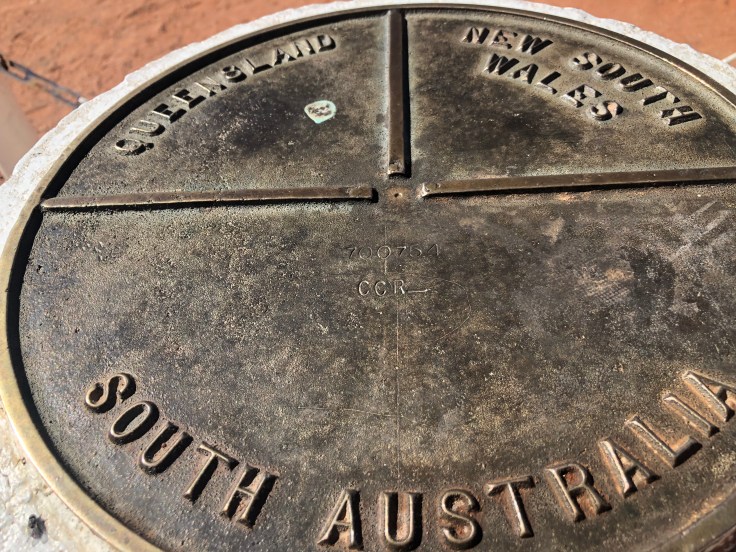 QUEENSLAND
NEW SOUTH
WALES
CCR
SOUTH AUSTRALIA